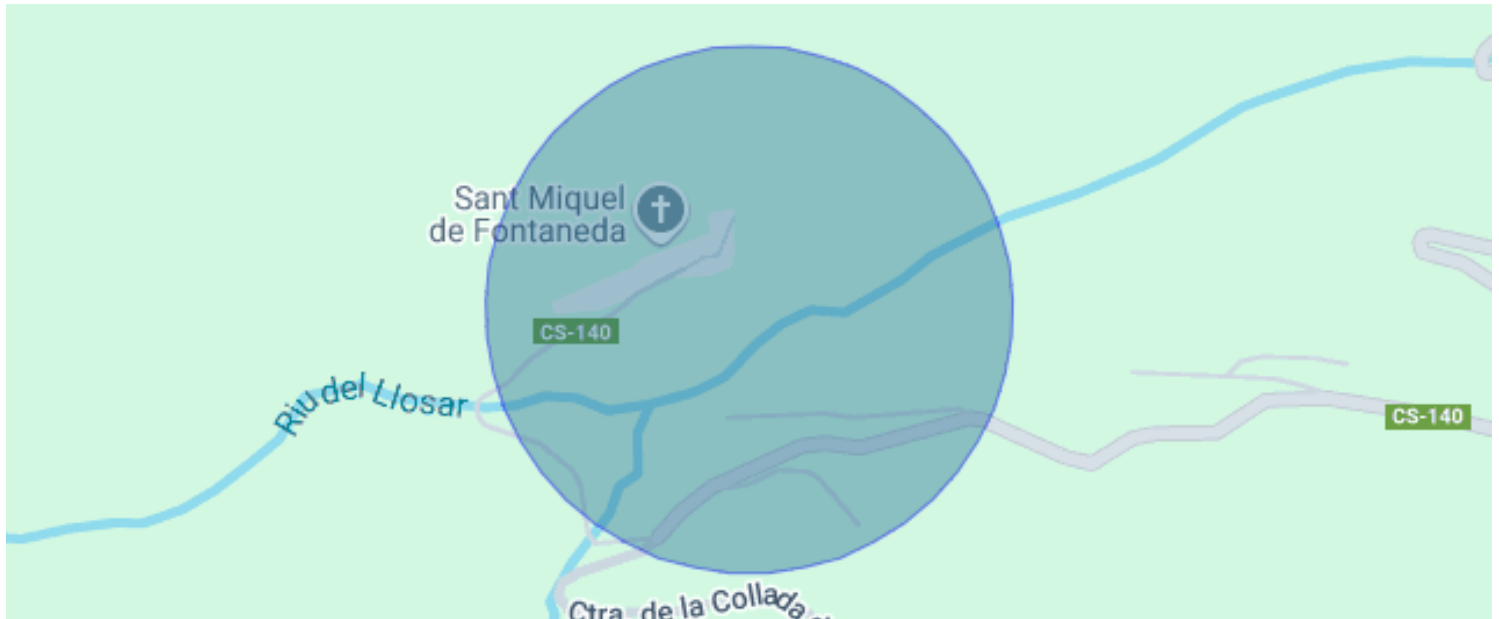 Sant Miquel
de Fontaneda
CS-140
Riu del Llosar
CS-140
Ctra. de la Collada